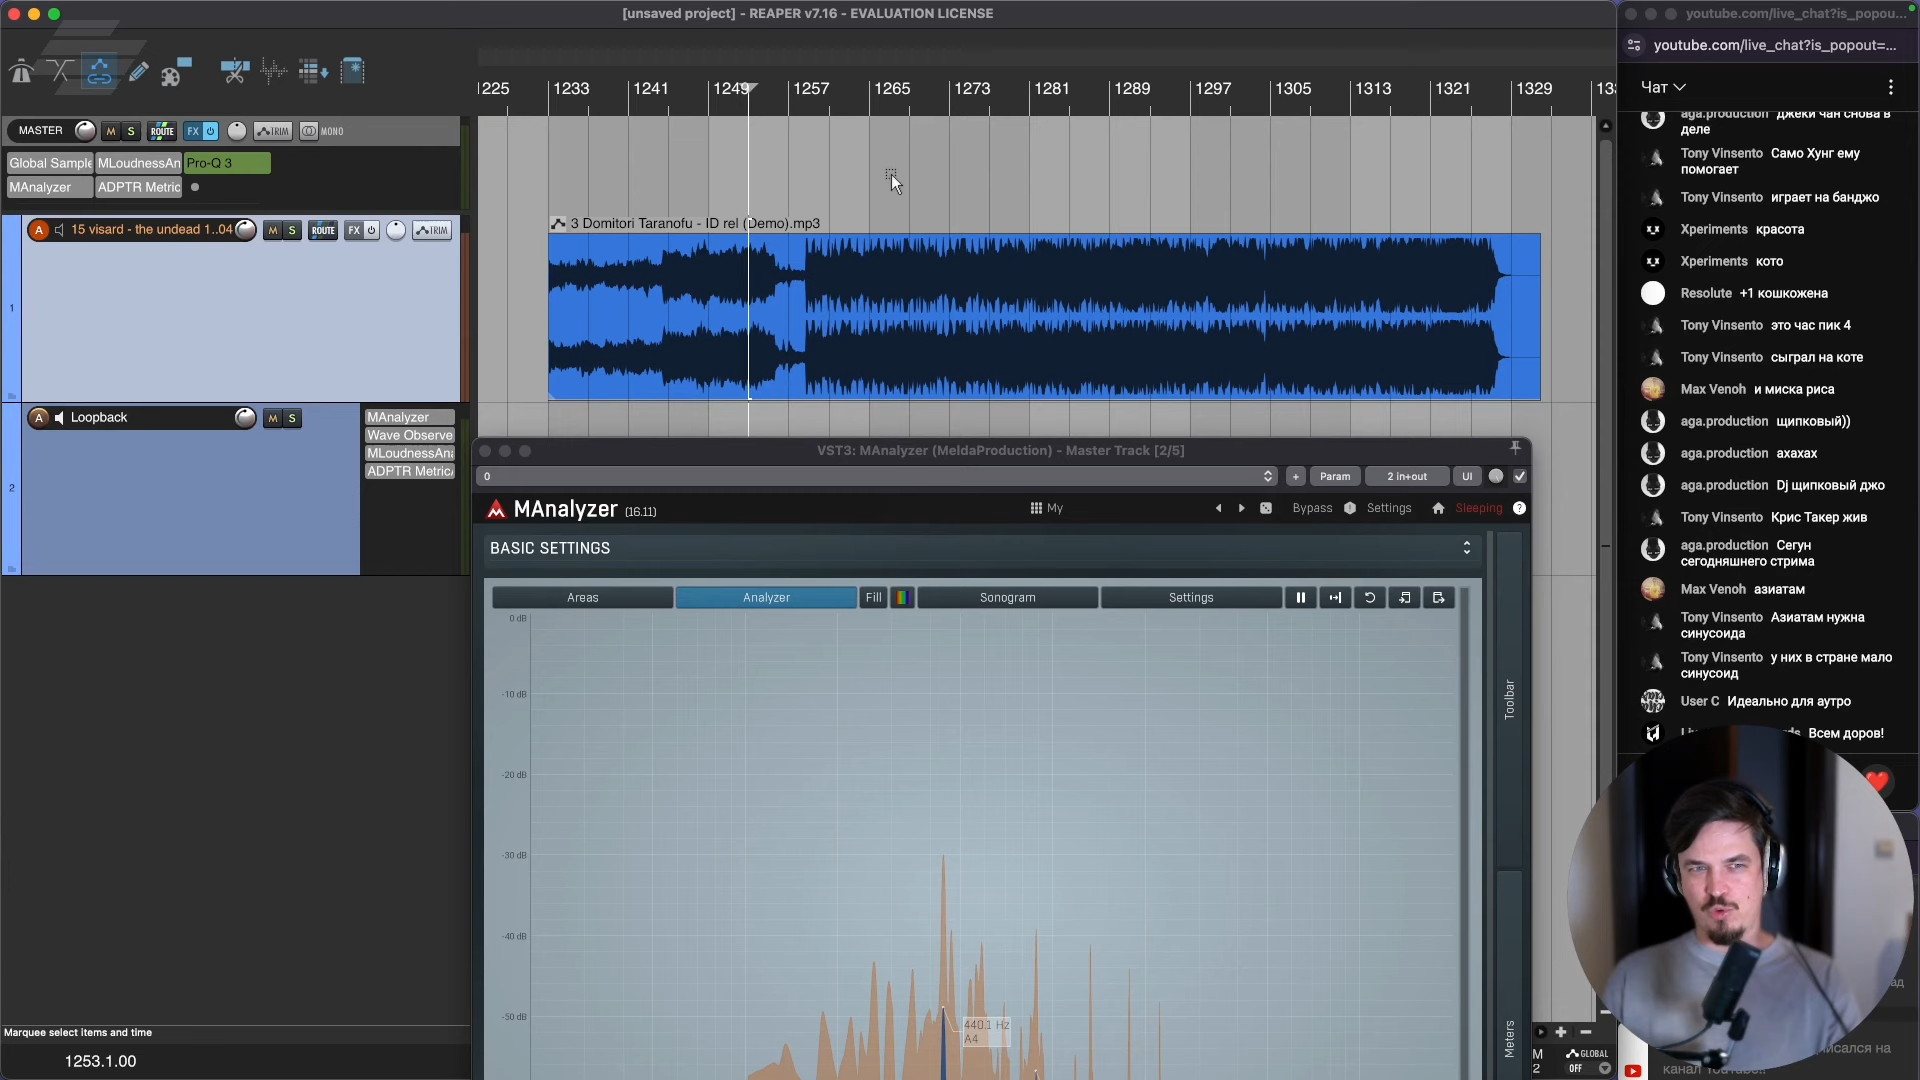 [unsaved project] - REAPER v7.16 - EVALUATION LICENSE
youtube.com/live_chat?is_popou...
youtube.com/live_chat?is_popout=...
Чат
1225 1233 1241 1249 1257 1265 1273 1281 1289 1297 1305 1313 1321 1329 133
MASTER M S ROUTE FX TRIM MONO
Global Sample MLoudnessAn Pro-Q 3
MAnalyzer ADPTR Metric
15 visard - the undead 1..04 M S ROUTE FX TRIM
1
3 Domitori Taranofu - ID rel (Demo).mp3
Loopback M S
2
MAnalyzer
Wave Observe
MLoudnessAna
ADPTR Metric
VST3: MAnalyzer (MeldaProduction) - Master Track [2/5]
0 + Param 2 in+out UI
MAnalyzer (16.11) My Bypass Settings Sleeping ?
BASIC SETTINGS
Areas Analyzer Fill Sonogram Settings
0 dB
-10 dB
-20 dB
-30 dB
-40 dB
-50 dB
440.1 Hz
A4
Toolbar
Meters
M
2
GLOBAL
OFF
Marquee select items and time
1253.1.00
aga.production джеки чан снова в
деле
Tony Vinsento Само Хунг ему
помогает
Tony Vinsento играет на банджо
Xperiments красота
Xperiments кото
Resolute +1 кошкожена
Tony Vinsento это час пик 4
Tony Vinsento сыграл на коте
Max Venoh и миска риса
aga.production щипковый))
aga.production ахахах
aga.production Dj щипковый джо
Tony Vinsento Крис Такер жив
aga.production Сегун
сегодняшнего стрима
Max Venoh азиатам
Tony Vinsento Азиатам нужна
синусоида
Tony Vinsento у них в стране мало
синусоид
User C Идеально для аутро
Всем доров!
канал YouTube..